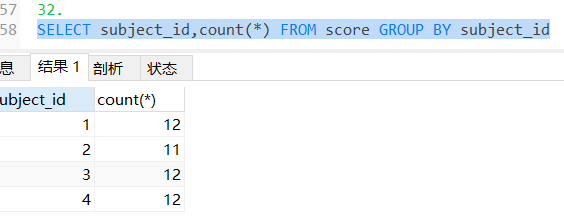 57 32.
58 SELECT subject_id,count(*) FROM score GROUP BY subject_id
息 结果 1 剖析 状态
ubject_id count(*)
1 12
2 11
3 12
4 12